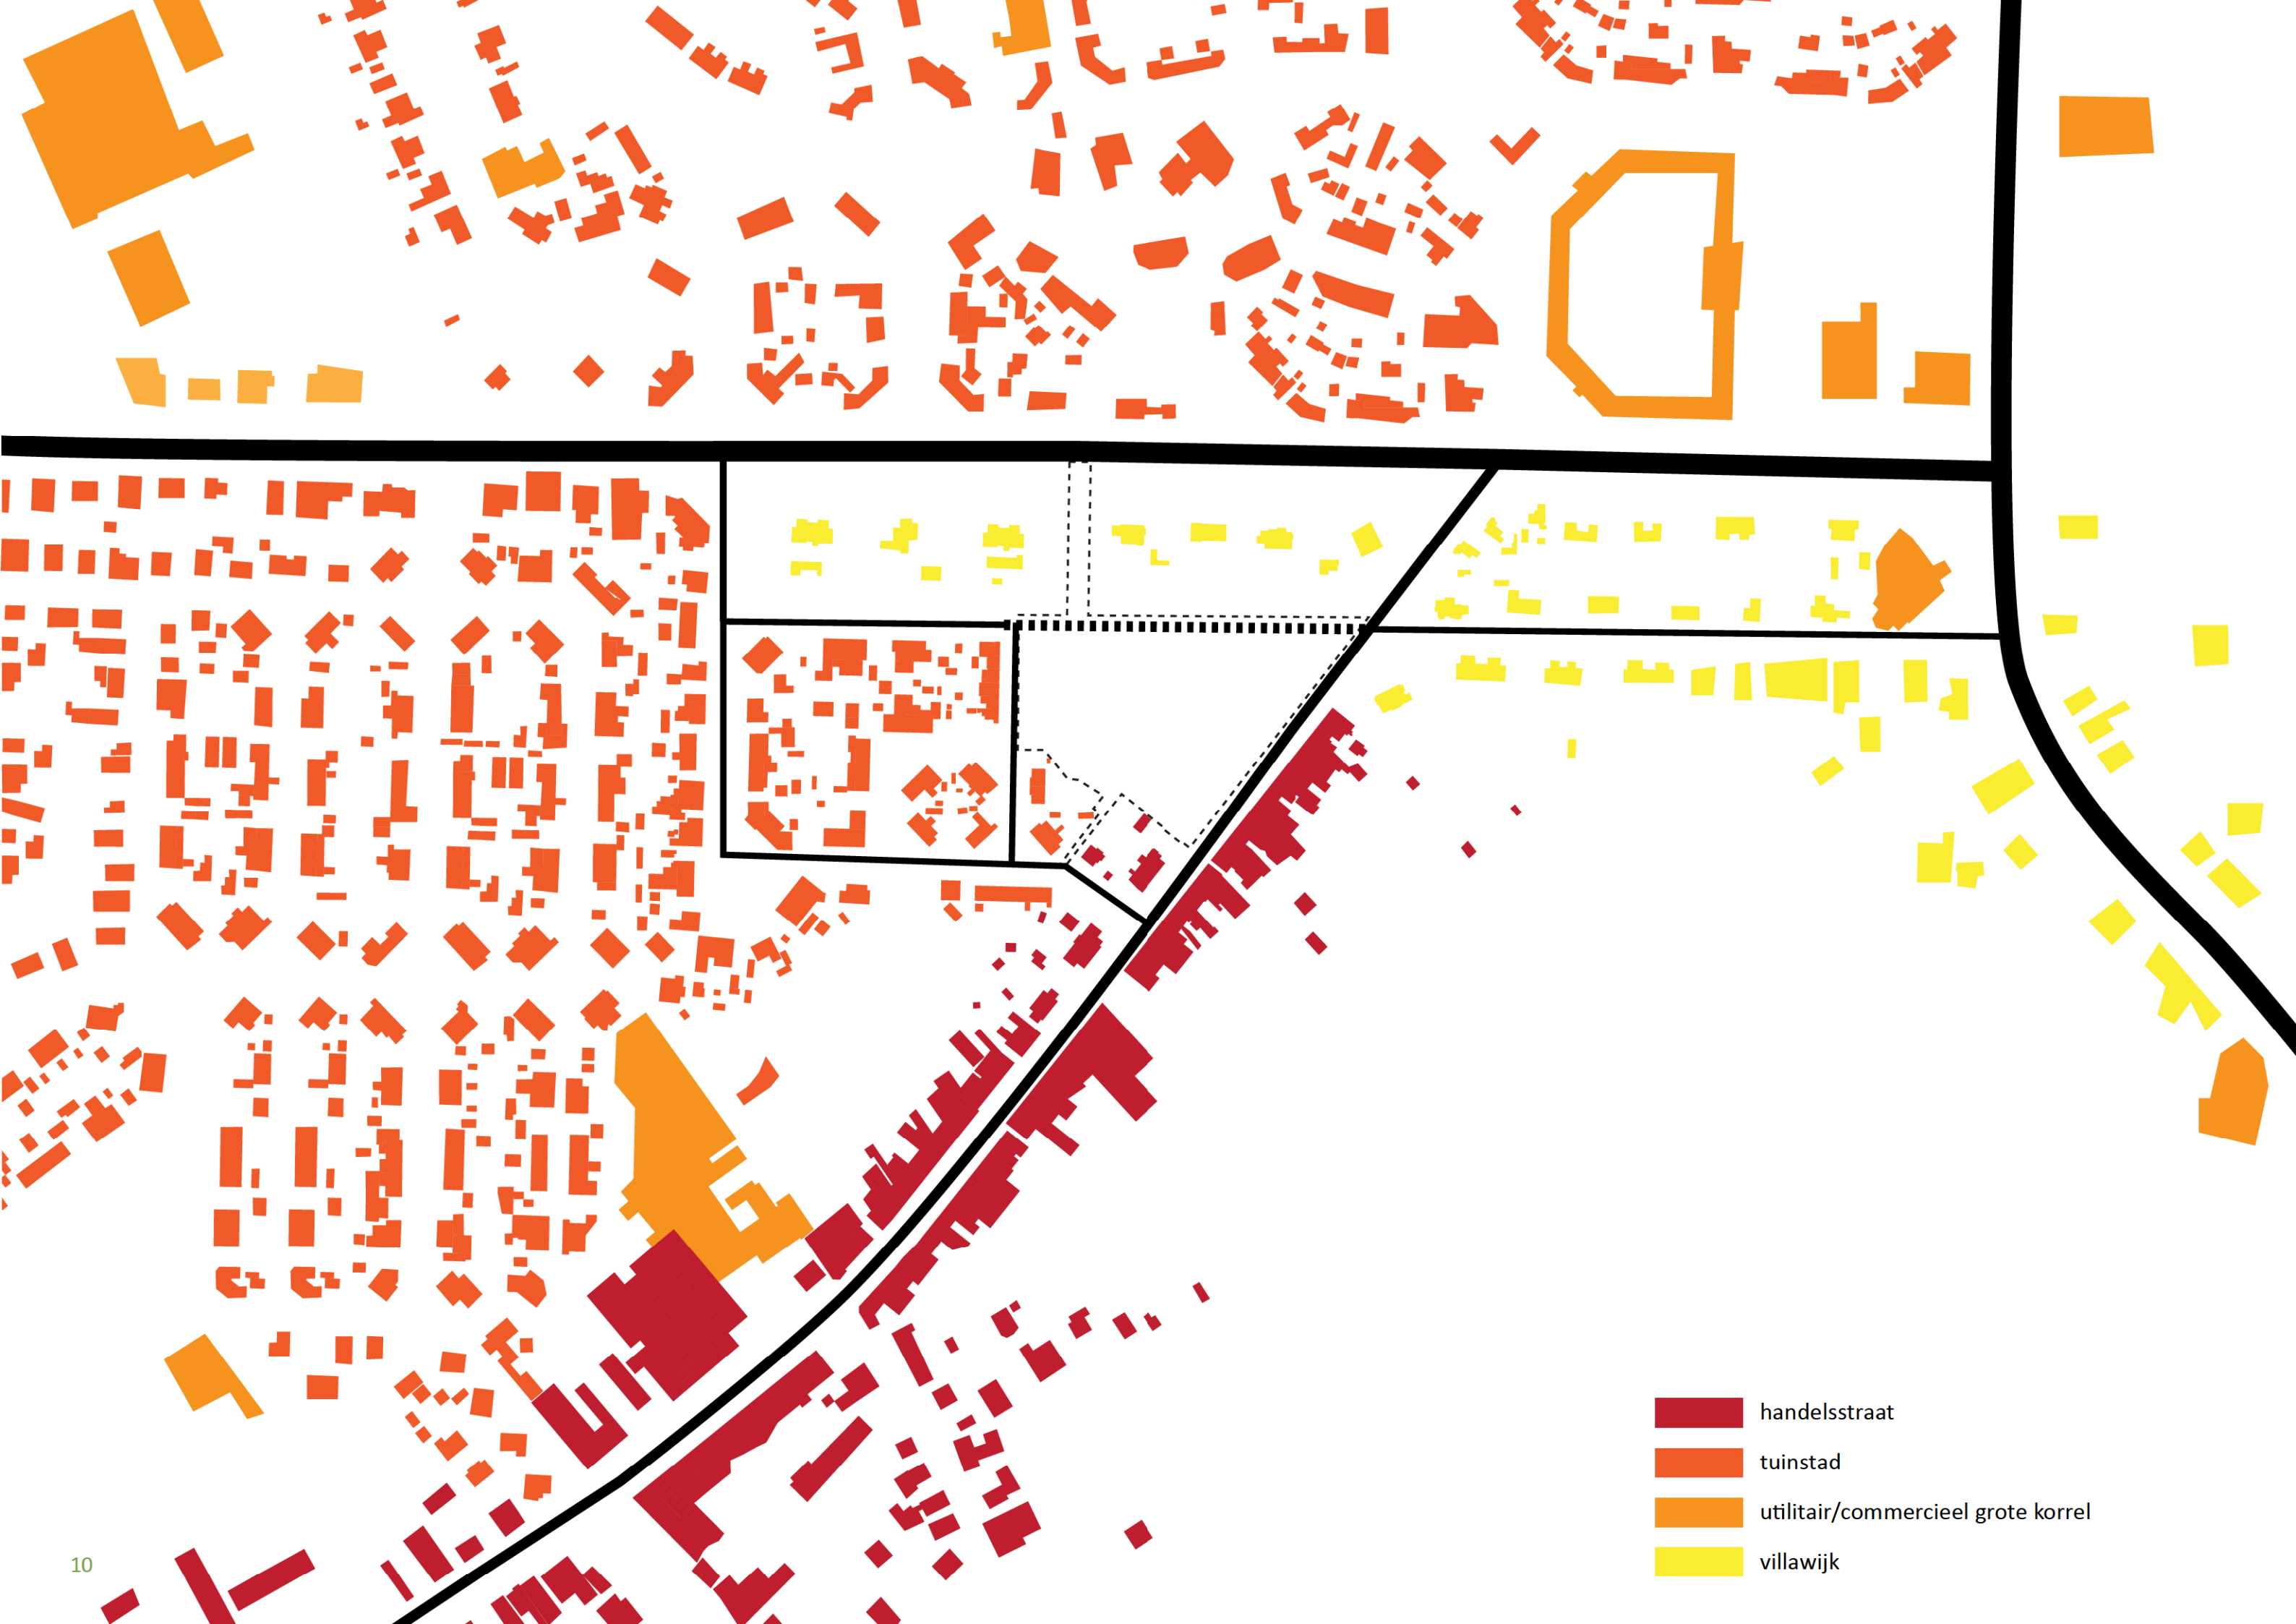 handelsstraat
tuinstad
utilitair/commercieel grote korrel
villawijk
10